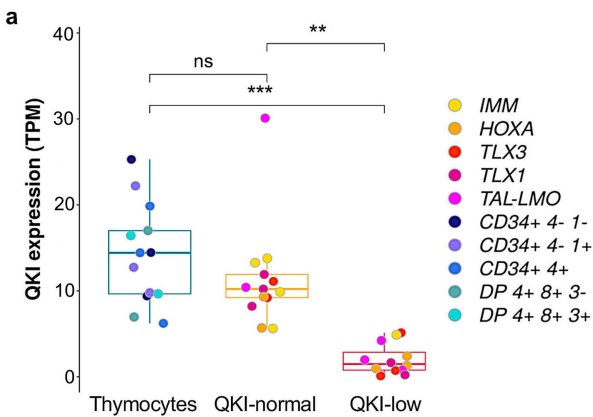 a
QKI expression (TPM)
40
30
20
10
0
ns
**
***
Thymocytes
QKI-normal
QKI-low
IMM
HOXA
TLX3
TLX1
TAL-LMO
CD34+ 4- 1-
CD34+ 4- 1+
CD34+ 4+
DP 4+ 8+ 3-
DP 4+ 8+ 3+